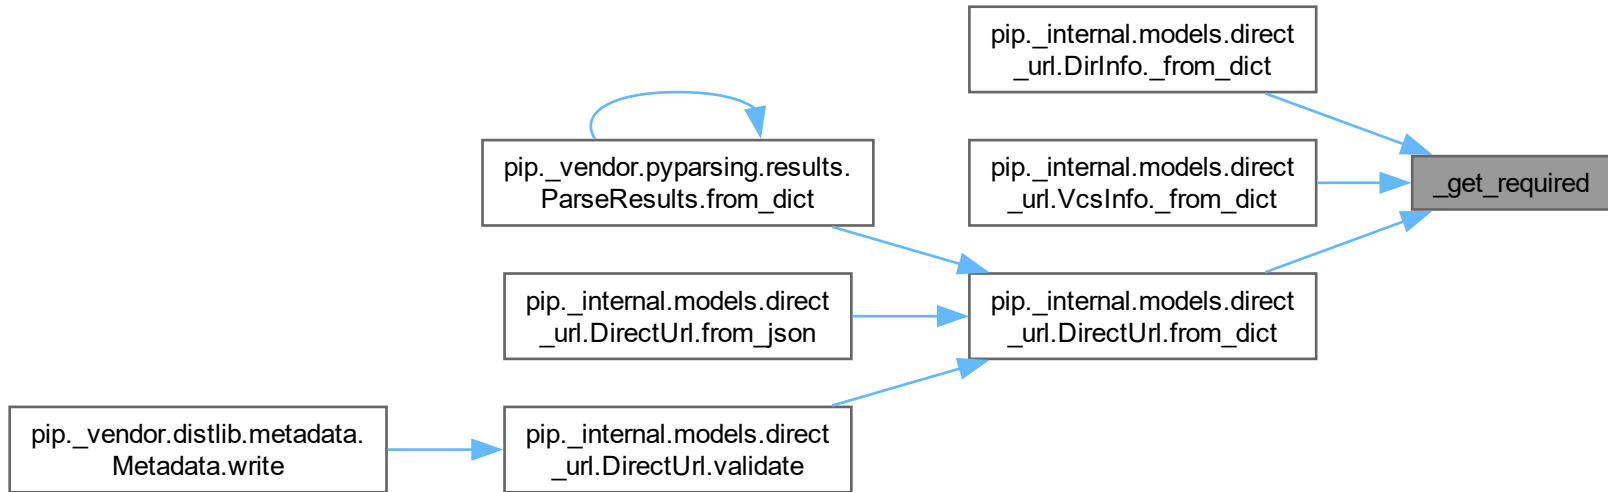 pip._internal.models.direct
_url.DirInfo._from_dict
pip._vendor.pyparsing.results.
ParseResults.from_dict
pip._internal.models.direct
_url.VcsInfo._from_dict
_get_required
pip._internal.models.direct
_url.DirectUrl.from_json
pip._internal.models.direct
_url.DirectUrl.from_dict
pip._vendor.distlib.metadata.
Metadata.write
pip._internal.models.direct
_url.DirectUrl.validate